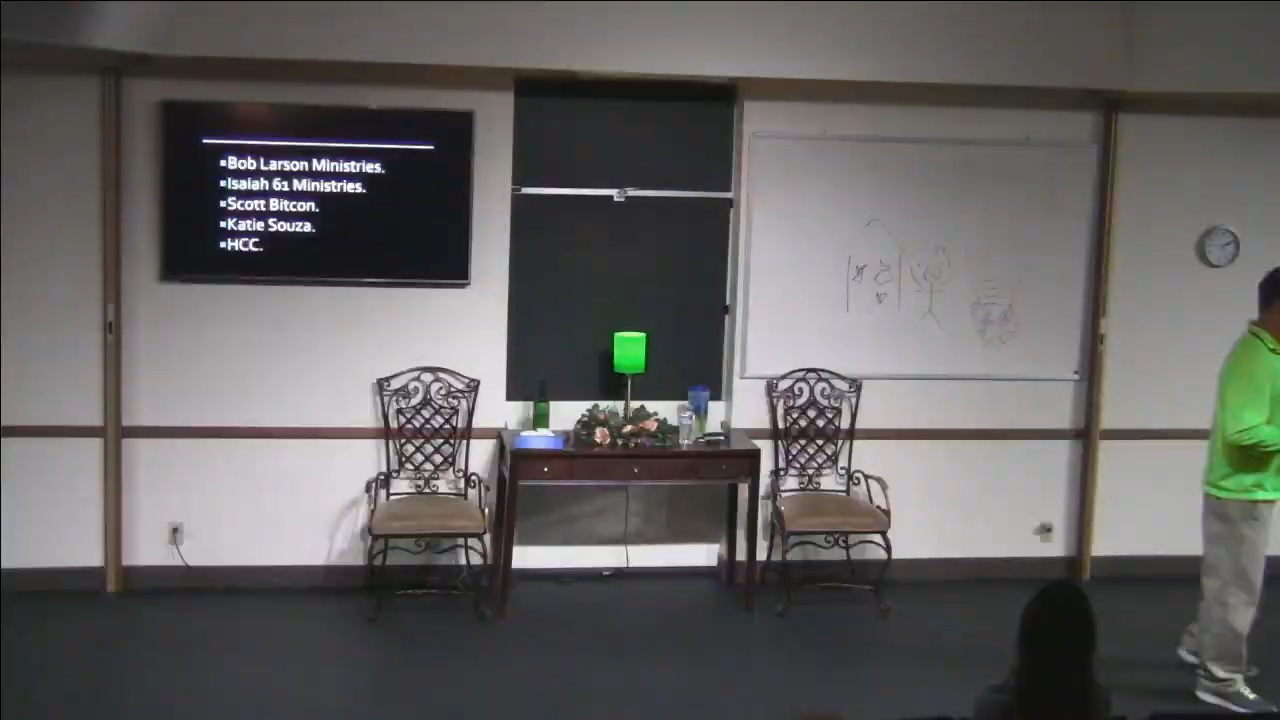 ▪Bob Larson Ministries.
▪Isaiah 61 Ministries.
▪Scott Bitcon.
▪Katie Souza.
▪HCC.